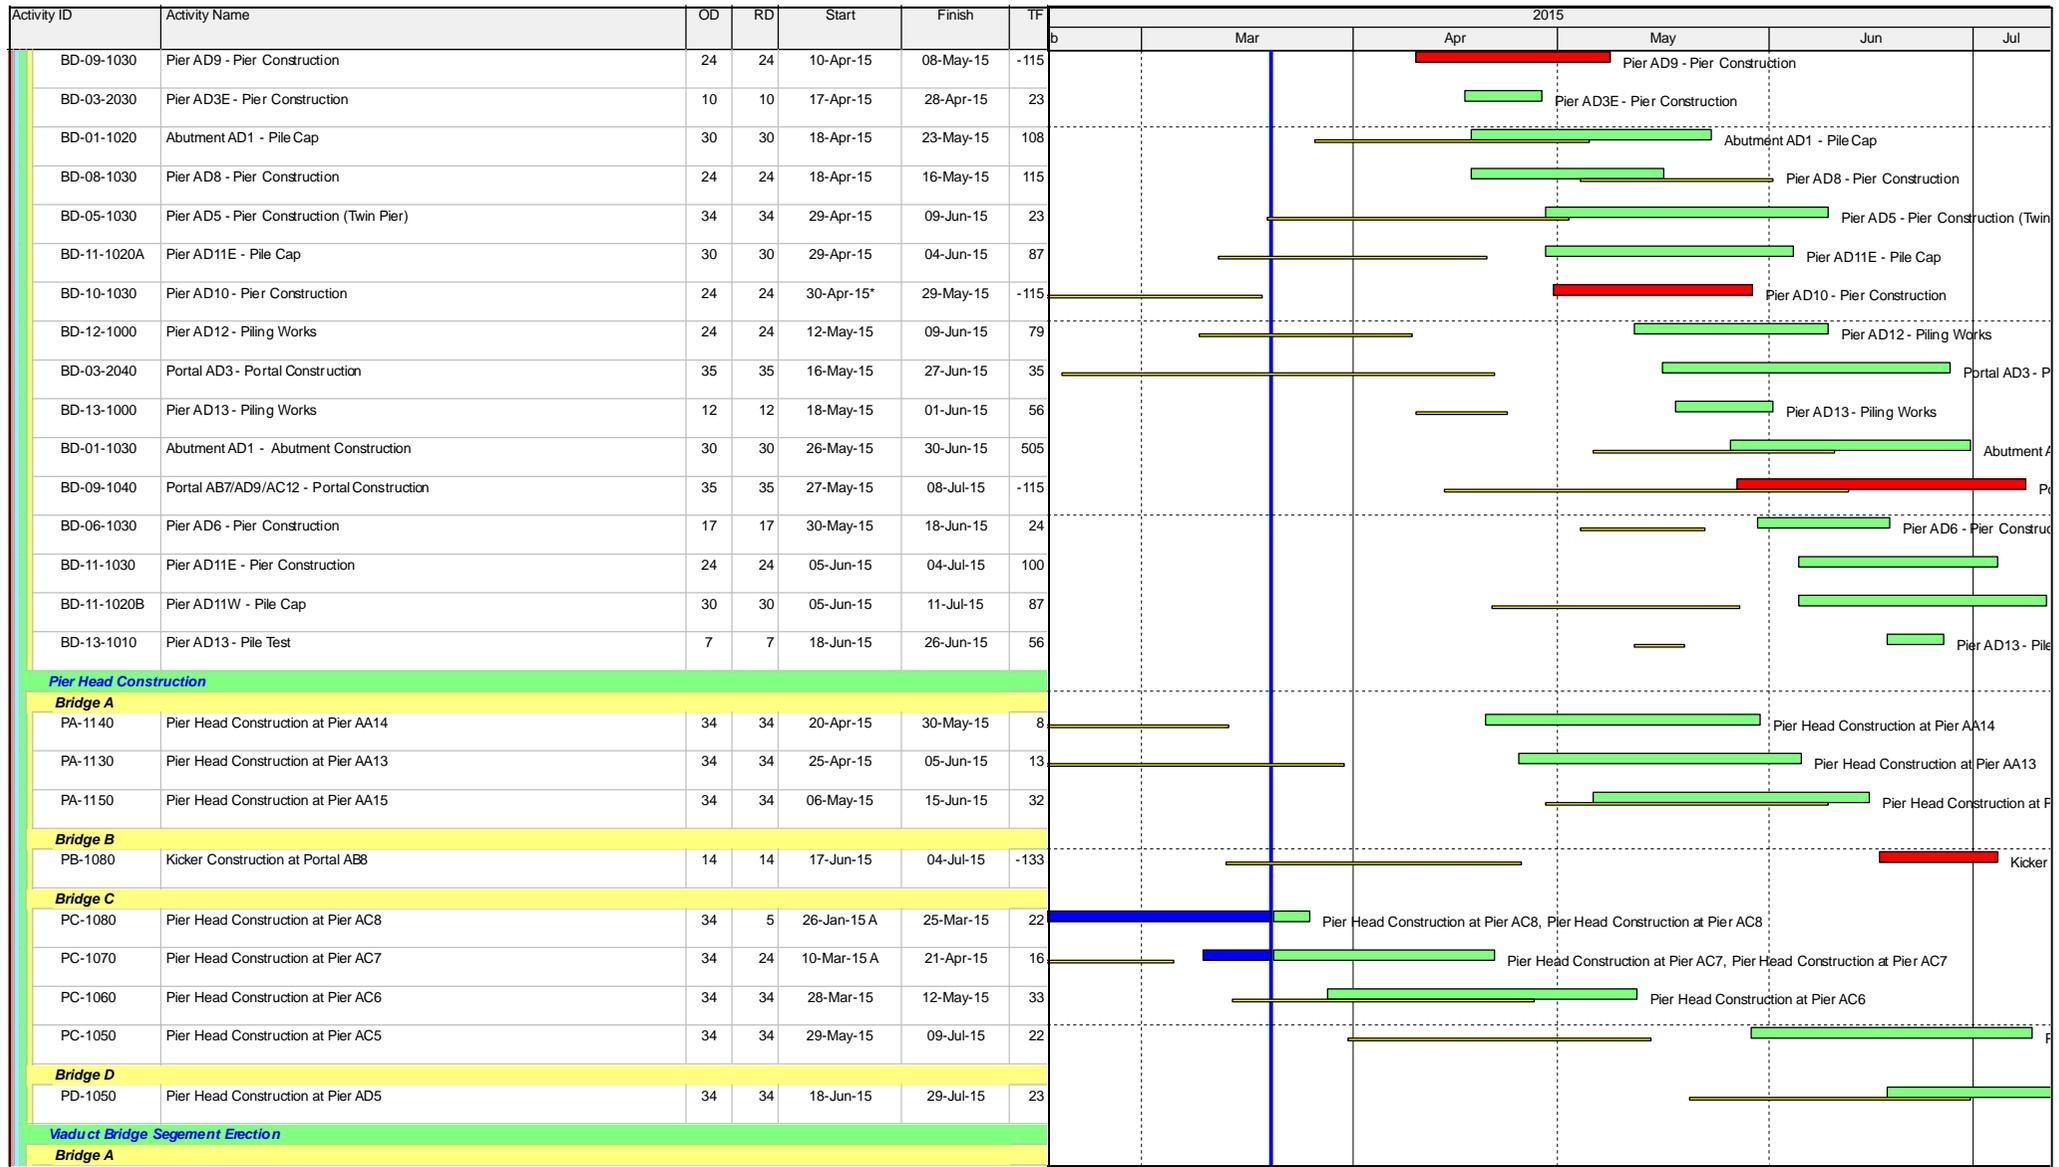 Activity ID Activity Name OD RD Start Finish TF 2015
b Mar Apr May Jun Jul
BD-09-1030 Pier AD9 - Pier Construction 24 24 10-Apr-15 08-May-15 -115 Pier AD9 - Pier Construction
BD-03-2030 Pier AD3E - Pier Construction 10 10 17-Apr-15 28-Apr-15 23 Pier AD3E - Pier Construction
BD-01-1020 Abutment AD1 - Pile Cap 30 30 18-Apr-15 23-May-15 108 Abutment AD1 - Pile Cap
BD-08-1030 Pier AD8 - Pier Construction 24 24 18-Apr-15 16-May-15 115 Pier AD8 - Pier Construction
BD-05-1030 Pier AD5 - Pier Construction (Twin Pier) 34 34 29-Apr-15 09-Jun-15 23 Pier AD5 - Pier Construction (Twin
BD-11-1020A Pier AD11E - Pile Cap 30 30 29-Apr-15 04-Jun-15 87 Pier AD11E - Pile Cap
BD-10-1030 Pier AD10 - Pier Construction 24 24 30-Apr-15* 29-May-15 -115 Pier AD10 - Pier Construction
BD-12-1000 Pier AD12 - Piling Works 24 24 12-May-15 09-Jun-15 79 Pier AD12 - Piling Works
BD-03-2040 Portal AD3 - Portal Construction 35 35 16-May-15 27-Jun-15 35 Portal AD3 - P
BD-13-1000 Pier AD13 - Piling Works 12 12 18-May-15 01-Jun-15 56 Pier AD13 - Piling Works
BD-01-1030 Abutment AD1 - Abutment Construction 30 30 26-May-15 30-Jun-15 505 Abutment A
BD-09-1040 Portal AB7/AD9/AC12 - Portal Construction 35 35 27-May-15 08-Jul-15 -115 Po
BD-06-1030 Pier AD6 - Pier Construction 17 17 30-May-15 18-Jun-15 24 Pier AD6 - Pier Construc
BD-11-1030 Pier AD11E - Pier Construction 24 24 05-Jun-15 04-Jul-15 100
BD-11-1020B Pier AD11W - Pile Cap 30 30 05-Jun-15 11-Jul-15 87
BD-13-1010 Pier AD13 - Pile Test 7 7 18-Jun-15 26-Jun-15 56 Pier AD13 - Pile
Pier Head Construction
Bridge A
PA-1140 Pier Head Construction at Pier AA14 34 34 20-Apr-15 30-May-15 8 Pier Head Construction at Pier AA14
PA-1130 Pier Head Construction at Pier AA13 34 34 25-Apr-15 05-Jun-15 13 Pier Head Construction at Pier AA13
PA-1150 Pier Head Construction at Pier AA15 34 34 06-May-15 15-Jun-15 32 Pier Head Construction at P
Bridge B
PB-1080 Kicker Construction at Portal AB8 14 14 17-Jun-15 04-Jul-15 -133 Kicker
Bridge C
PC-1080 Pier Head Construction at Pier AC8 34 5 26-Jan-15 A 25-Mar-15 22 Pier Head Construction at Pier AC8, Pier Head Construction at Pier AC8
PC-1070 Pier Head Construction at Pier AC7 34 24 10-Mar-15 A 21-Apr-15 16 Pier Head Construction at Pier AC7, Pier Head Construction at Pier AC7
PC-1060 Pier Head Construction at Pier AC6 34 34 28-Mar-15 12-May-15 33 Pier Head Construction at Pier AC6
PC-1050 Pier Head Construction at Pier AC5 34 34 29-May-15 09-Jul-15 22
Bridge D
PD-1050 Pier Head Construction at Pier AD5 34 34 18-Jun-15 29-Jul-15 23
Viaduct Bridge Segement Erection
Bridge A